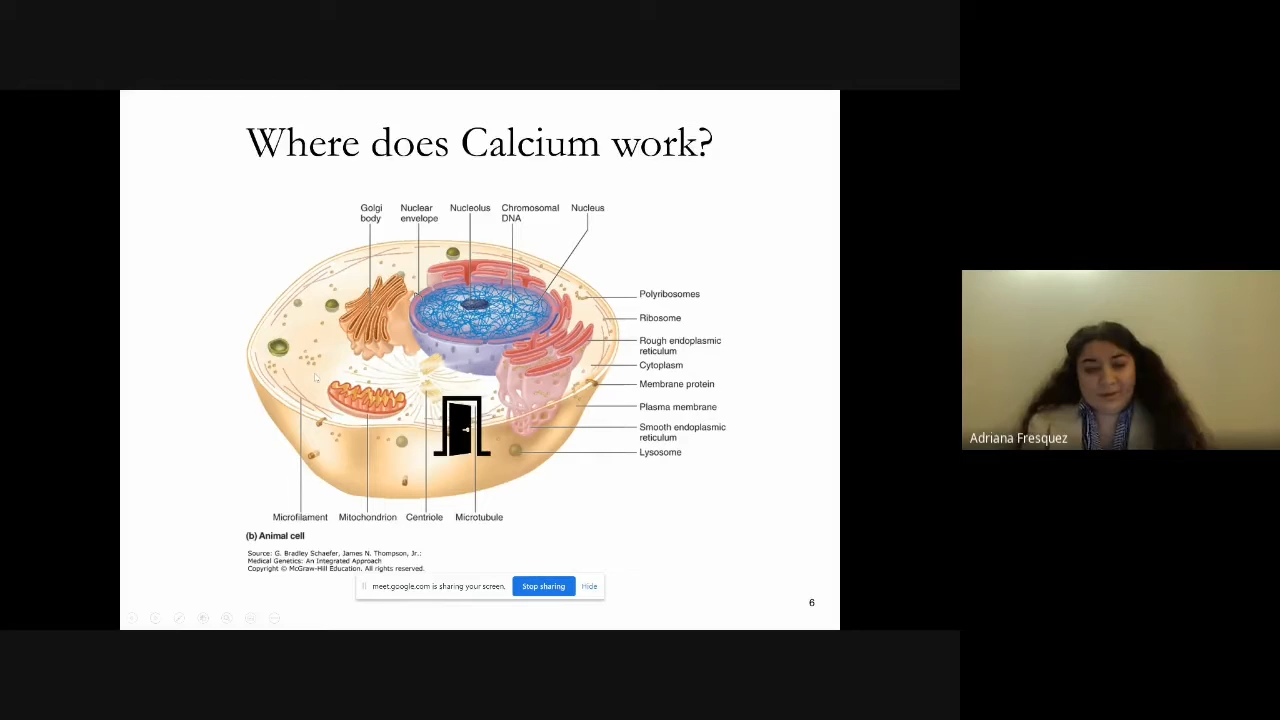 Where does Calcium work?
Golgi
body
Nuclear
envelope
Nucleolus
Chromosomal
DNA
Nucleus
Polyribosomes
Ribosome
Rough endoplasmic
reticulum
Cytoplasm
Membrane protein
Plasma membrane
Smooth endoplasmic
reticulum
Lysosome
Microfilament
Mitochondrion
Centriole
Microtubule
(b) Animal cell
Source: G. Bradley Schaefer, James N. Thompson, Jr.:
Medical Genetics: An Integrated Approach
Copyright © McGraw-Hill Education. All rights reserved.
meet.google.com is sharing your screen.
Stop sharing
Hide
6
Adriana Fresquez